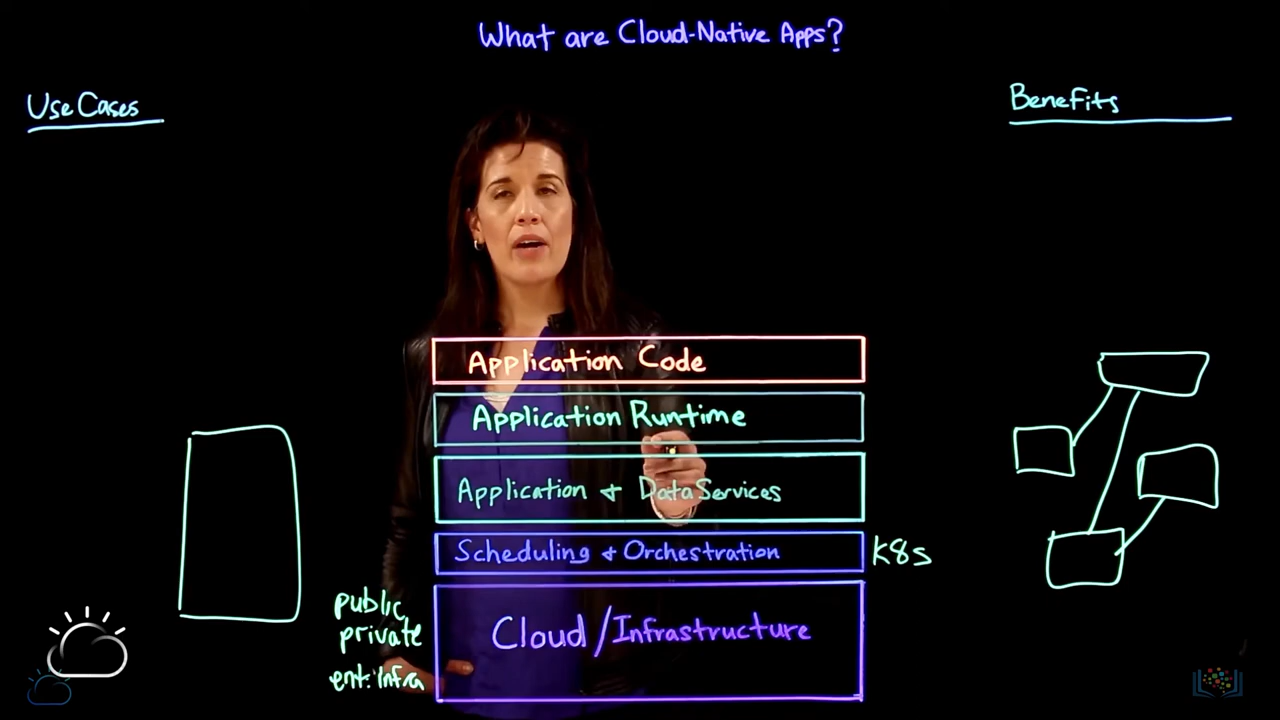 What are Cloud-Native Apps?
Use Cases
Benefits
Application Code
Application Runtime
Application & Data Services
Scheduling & Orchestration
K8s
public,
private
ent. infra
Cloud/Infrastructure